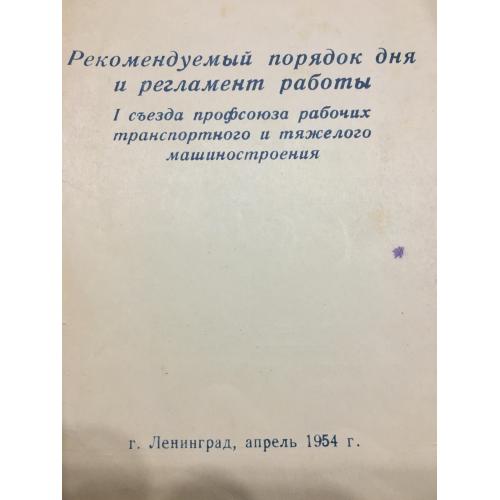 Рекомендуемый порядок дня
и регламент работы
I съезда профсоюза рабочих
транспортного и тяжелого
машиностроения
г. Ленинград, апрель 1954 г.